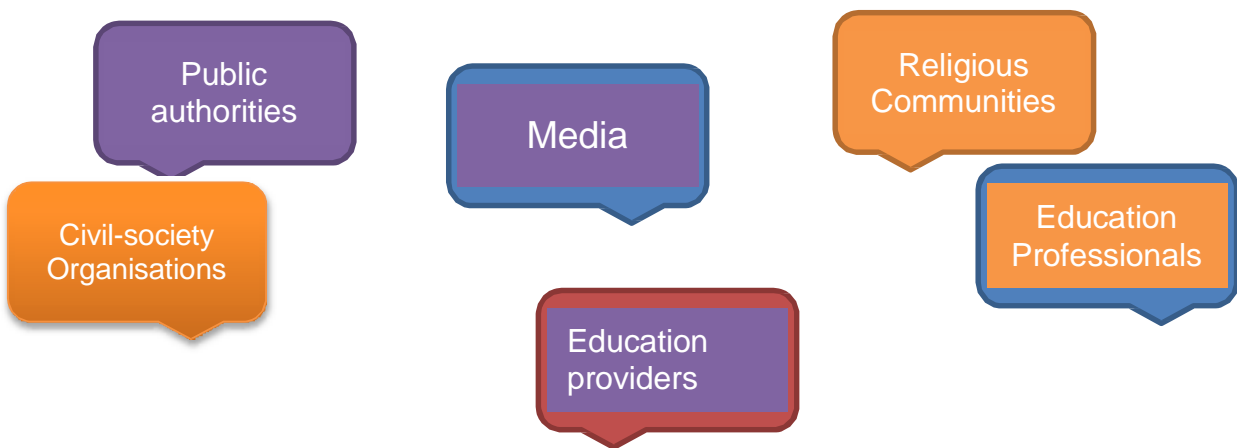 Public
authorities
Media
Religious
Communities
Civil-society
Organisations
Education
Professionals
Education
providers